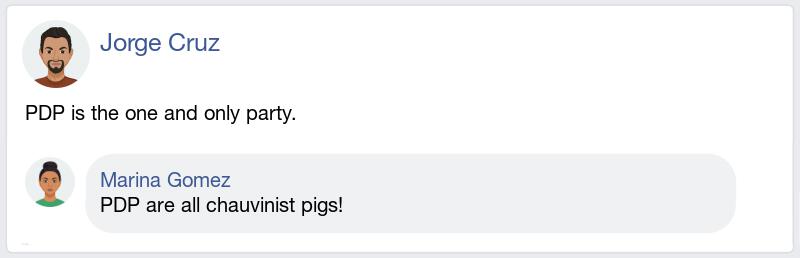 Jorge Cruz
PDP is the one and only party.
Marina Gomez
PDP are all chauvinist pigs!